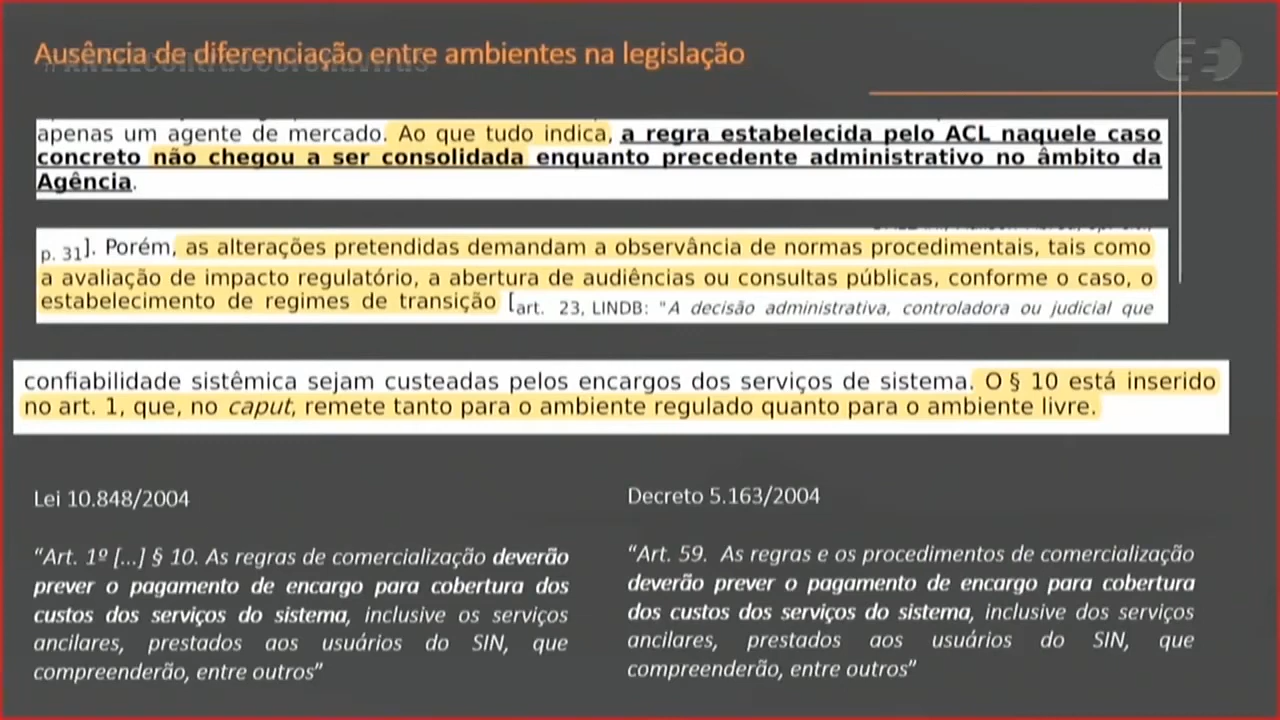 Ausência de diferenciação entre ambientes na legislação
apenas um agente de mercado. Ao que tudo indica, a regra estabelecida pelo ACL naquele caso
concreto não chegou a ser consolidada enquanto precedente administrativo no âmbito da
Agência.
p. 31]. Porém, as alterações pretendidas demandam a observância de normas procedimentais, tais como
a avaliação de impacto regulatório, a abertura de audiências ou consultas públicas, conforme o caso, o
estabelecimento de regimes de transição [art. 23, LINDB: "A decisão administrativa, controladora ou judicial que
confiabilidade sistêmica sejam custeadas pelos encargos dos serviços de sistema. O § 10 está inserido
no art. 1, que, no caput, remete tanto para o ambiente regulado quanto para o ambiente livre.
Lei 10.848/2004
“Art. 1º [...] § 10. As regras de comercialização deverão
prever o pagamento de encargo para cobertura dos
custos dos serviços do sistema, inclusive os serviços
ancilares, prestados aos usuários do SIN, que
compreenderão, entre outros”
Decreto 5.163/2004
“Art. 59. As regras e os procedimentos de comercialização
deverão prever o pagamento de encargo para cobertura
dos custos dos serviços do sistema, inclusive dos serviços
ancilares, prestados aos usuários do SIN, que
compreenderão, entre outros”